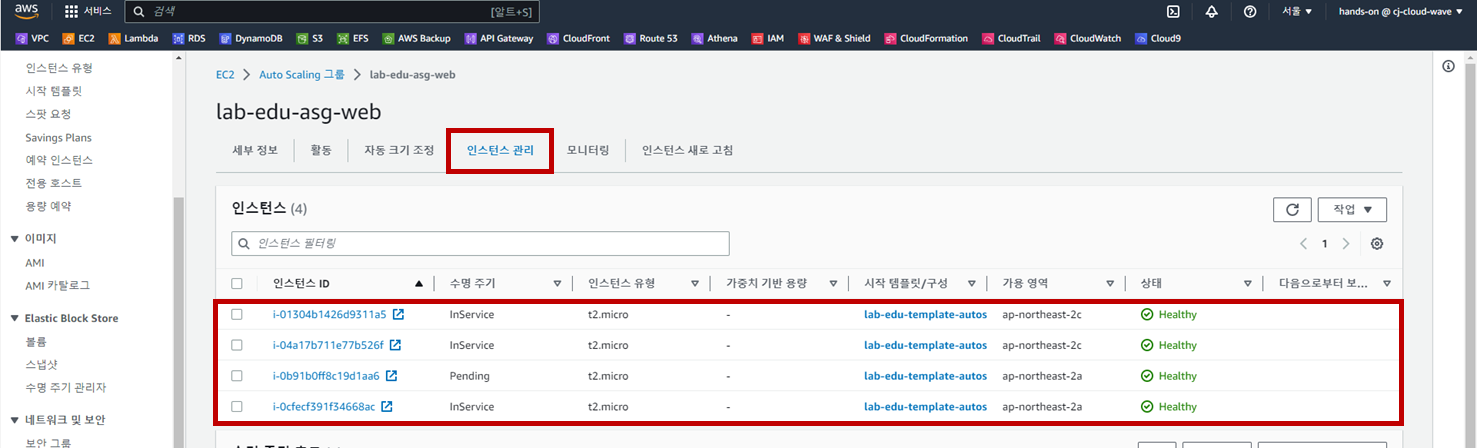 aws 서비스 검색 [알트+S] 서울 hands-on @ cj-cloud-wave
VPC EC2 Lambda RDS DynamoDB S3 EFS AWS Backup API Gateway CloudFront Route 53 Athena IAM WAF & Shield CloudFormation CloudTrail CloudWatch Cloud9
인스턴스 유형
시작 템플릿
스팟 요청
Savings Plans
예약 인스턴스
전용 호스트
용량 예약
이미지
AMI
AMI 카탈로그
Elastic Block Store
볼륨
스냅샷
수명 주기 관리자
네트워크 및 보안
보안 그룹
EC2 > Auto Scaling 그룹 > lab-edu-asg-web
lab-edu-asg-web
세부 정보 활동 자동 크기 조정 인스턴스 관리 모니터링 인스턴스 새로 고침
인스턴스 (4) 작업
인스턴스 필터링 1
인스턴스 ID 수명 주기 인스턴스 유형 가중치 기반 용량 시작 템플릿/구성 가용 영역 상태 다음으로부터 보...
i-01304b1426d9311a5 InService t2.micro - lab-edu-template-autos ap-northeast-2c Healthy
i-04a17b711e77b526f InService t2.micro - lab-edu-template-autos ap-northeast-2c Healthy
i-0b91b0ff8c19d1aa6 Pending t2.micro - lab-edu-template-autos ap-northeast-2a Healthy
i-0cfecf391f34668ac InService t2.micro - lab-edu-template-autos ap-northeast-2a Healthy